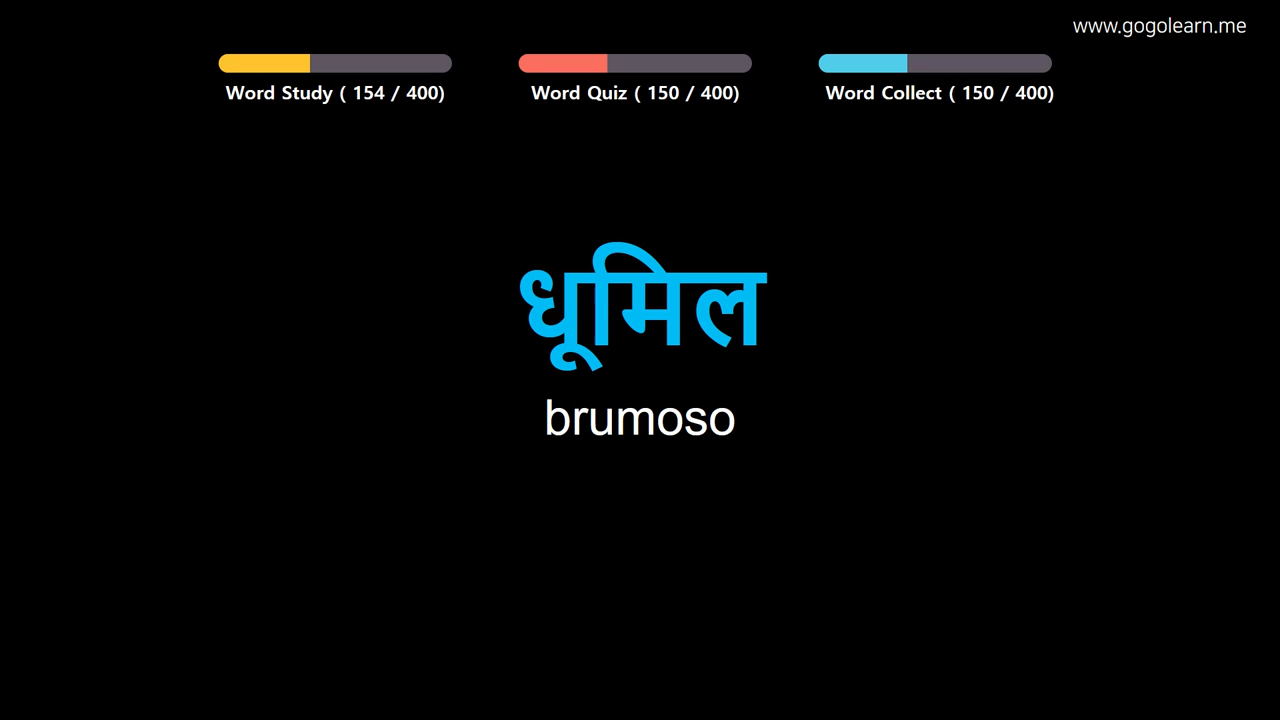 www.gogolearn.me
Word Study ( 154 / 400)
Word Quiz ( 150 / 400)
Word Collect ( 150 / 400)
धूमिल
brumoso